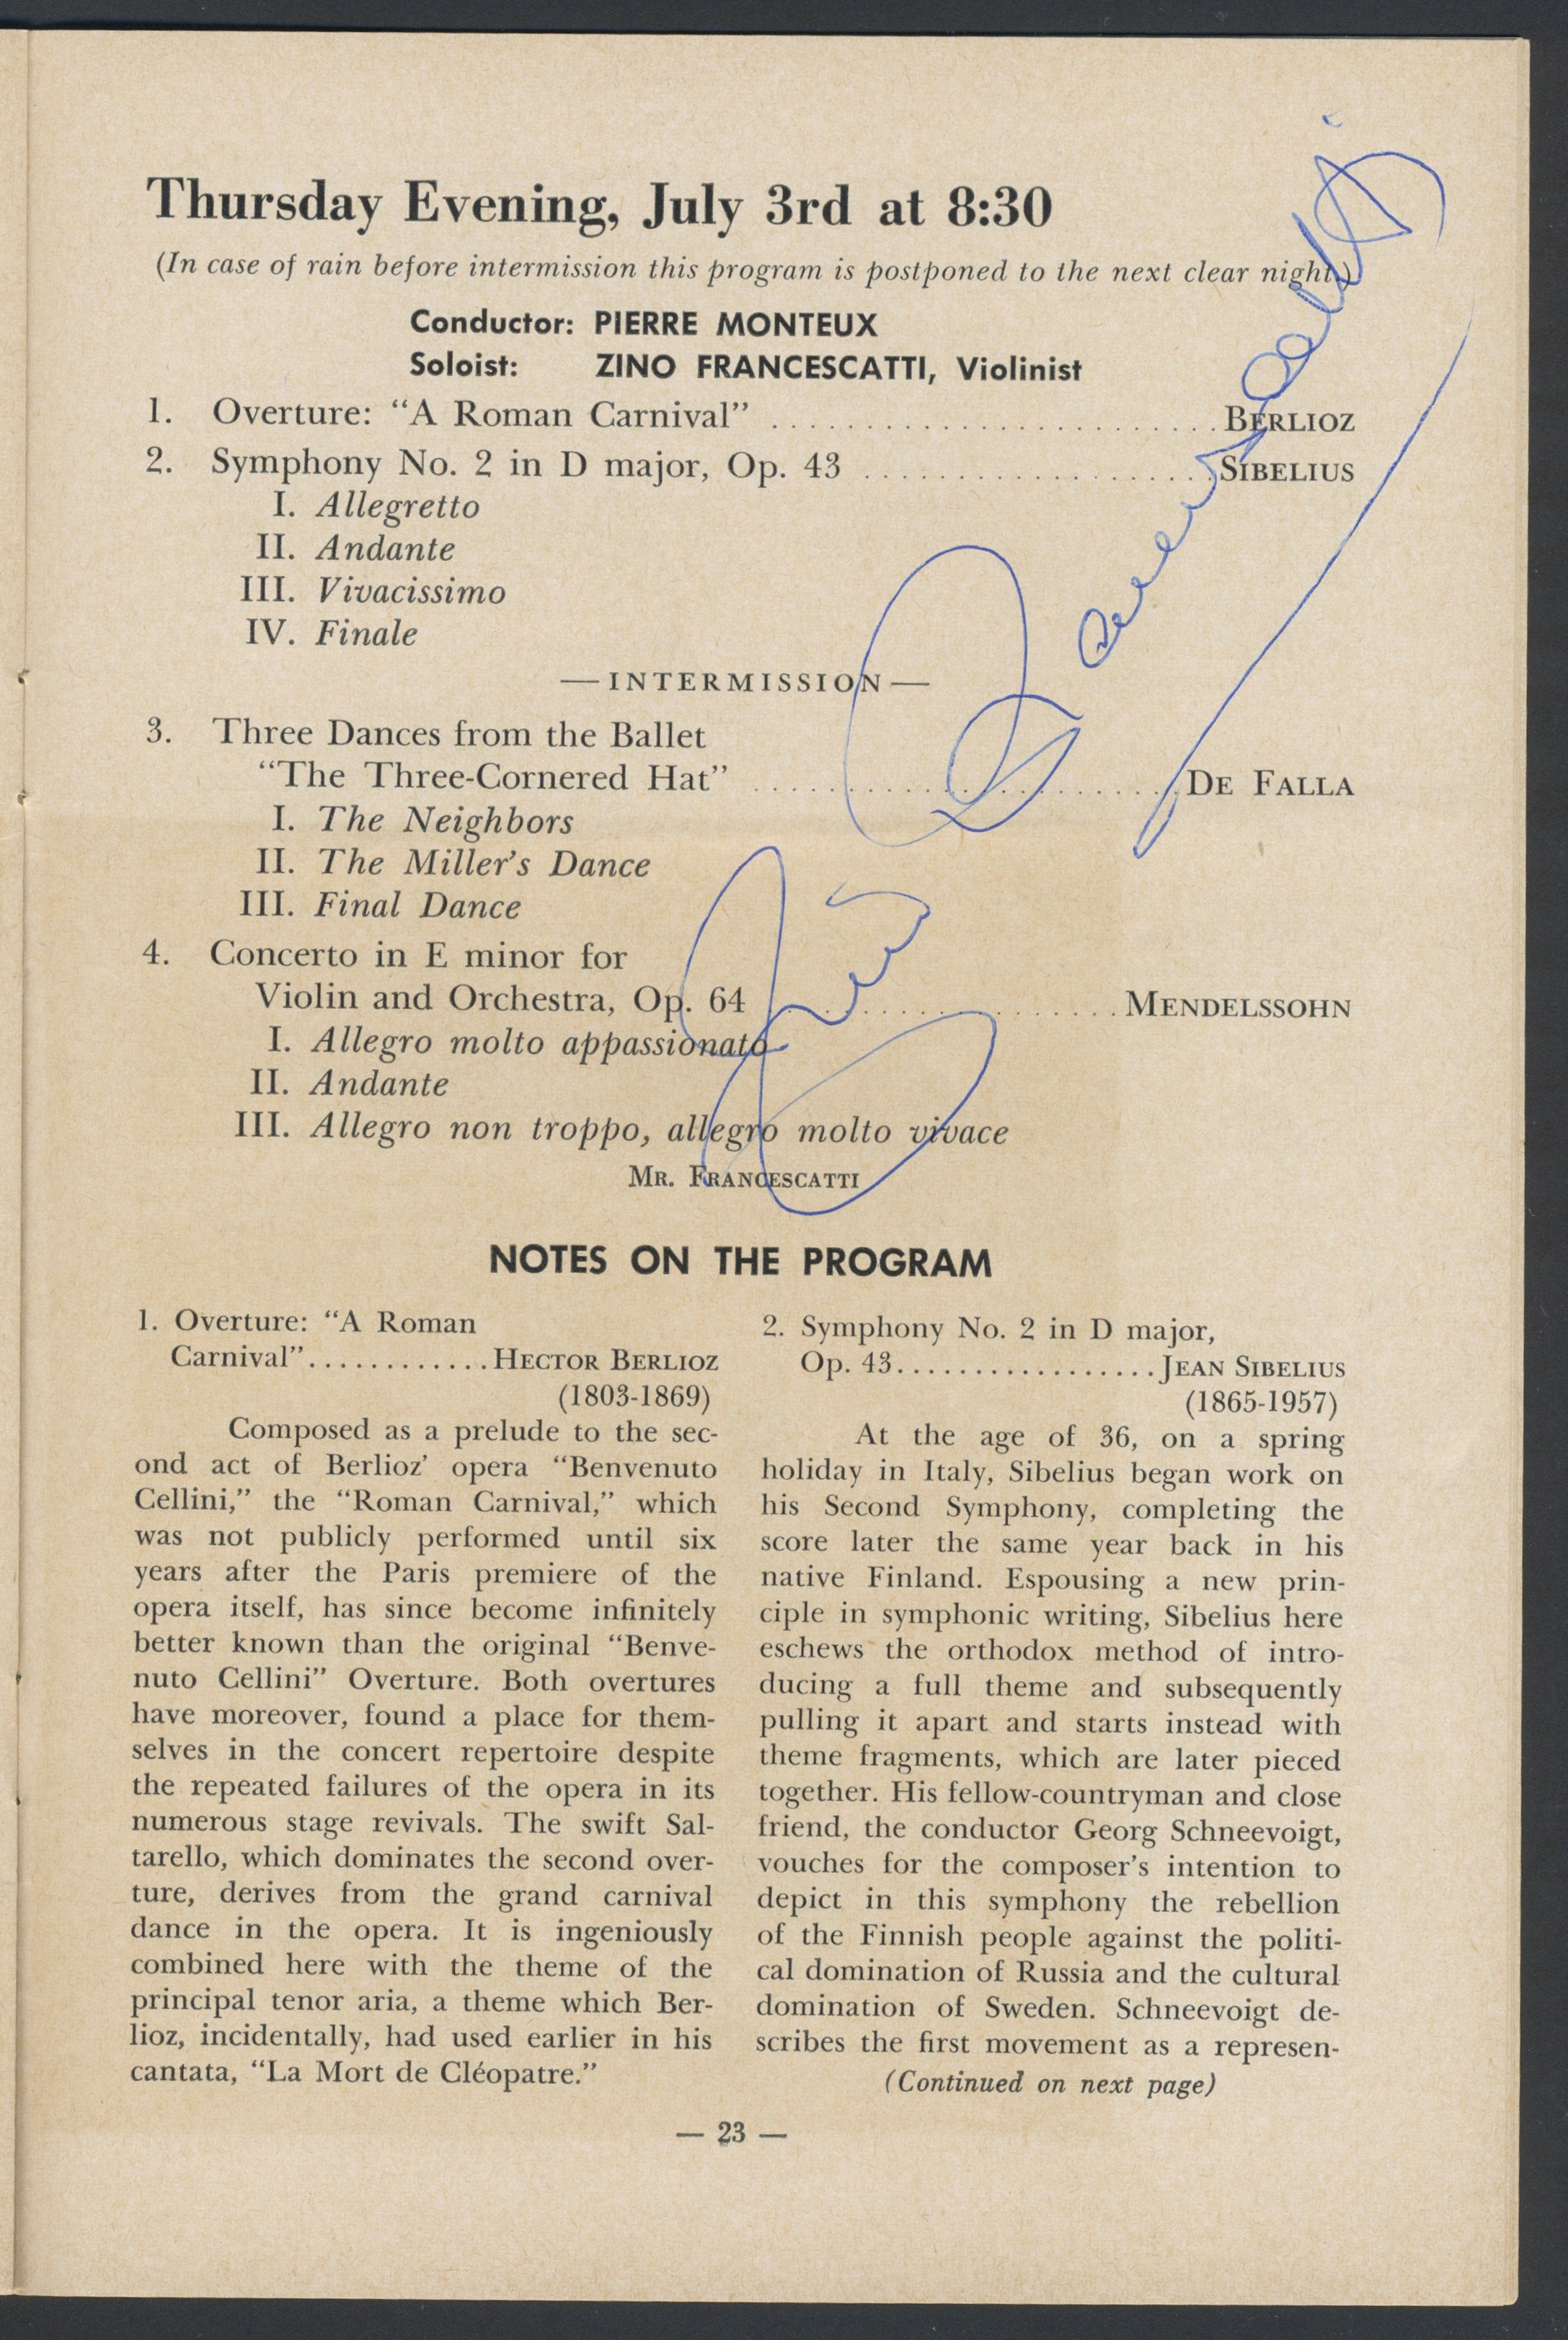 Thursday Evening, July 3rd at 8:30
(In case of rain before intermission this program is postponed to the next clear night)
Conductor: PIERRE MONTEUX
Soloist: ZINO FRANCESCATTI, Violinist
1. Overture: “A Roman Carnival” ........................ BERLIOZ
2. Symphony No. 2 in D major, Op. 43 ................... SIBELIUS
I. Allegretto
II. Andante
III. Vivacissimo
IV. Finale
— INTERMISSION —
3. Three Dances from the Ballet
“The Three-Cornered Hat” ....................... DE FALLA
I. The Neighbors
II. The Miller’s Dance
III. Final Dance
4. Concerto in E minor for
Violin and Orchestra, Op. 64 .................. MENDELSSOHN
I. Allegro molto appassionato
II. Andante
III. Allegro non troppo, allegro molto vivace
MR. FRANCESCATTI
Zino Francescatti
NOTES ON THE PROGRAM
1. Overture: “A Roman
Carnival”............HECTOR BERLIOZ
(1803-1869)
Composed as a prelude to the sec-
ond act of Berlioz’ opera “Benvenuto
Cellini,” the “Roman Carnival,” which
was not publicly performed until six
years after the Paris premiere of the
opera itself, has since become infinitely
better known than the original “Benve-
nuto Cellini” Overture. Both overtures
have moreover, found a place for them-
selves in the concert repertoire despite
the repeated failures of the opera in its
numerous stage revivals. The swift Sal-
tarello, which dominates the second over-
ture, derives from the grand carnival
dance in the opera. It is ingeniously
combined here with the theme of the
principal tenor aria, a theme which Ber-
lioz, incidentally, had used earlier in his
cantata, “La Mort de Cléopatre.”
2. Symphony No. 2 in D major,
Op. 43.................JEAN SIBELIUS
(1865-1957)
At the age of 36, on a spring
holiday in Italy, Sibelius began work on
his Second Symphony, completing the
score later the same year back in his
native Finland. Espousing a new prin-
ciple in symphonic writing, Sibelius here
eschews the orthodox method of intro-
ducing a full theme and subsequently
pulling it apart and starts instead with
theme fragments, which are later pieced
together. His fellow-countryman and close
friend, the conductor Georg Schneevoigt,
vouches for the composer’s intention to
depict in this symphony the rebellion
of the Finnish people against the politi-
cal domination of Russia and the cultural
domination of Sweden. Schneevoigt de-
scribes the first movement as a represen-
(Continued on next page)
— 23 —